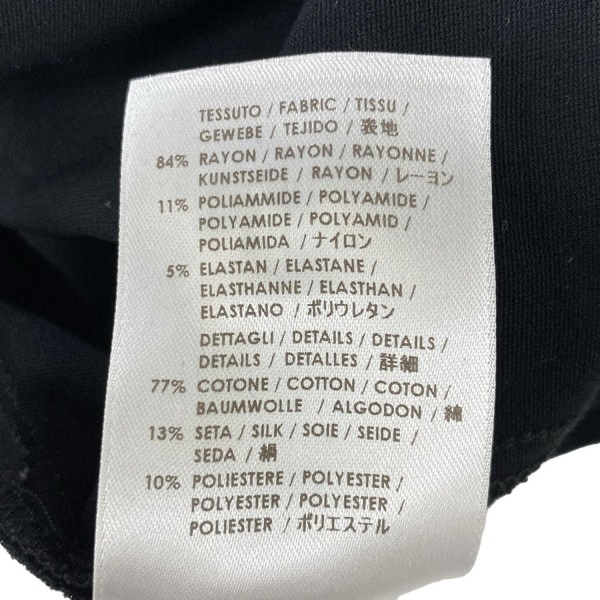 TESSUTO / FABRIC / TISSU /
GEWEBE / TEJIDO / 表地
84% RAYON / RAYON / RAYONNE /
KUNSTSEIDE / RAYON / レーヨン
11% POLIAMMIDE / POLYAMIDE /
POLYAMIDE / POLYAMID /
POLIAMIDA / ナイロン
5% ELASTAN / ELASTANE /
ELASTHANNE / ELASTHAN /
ELASTANO / ポリウレタン
DETTAGLI / DETAILS / DETAILS /
DETAILS / DETALLES / 詳細
77% COTONE / COTTON / COTON /
BAUMWOLLE / ALGODON / 綿
13% SETA / SILK / SOIE / SEIDE /
SEDA / 絹
10% POLIESTERE / POLYESTER /
POLYESTER / POLYESTER /
POLIESTER / ポリエステル